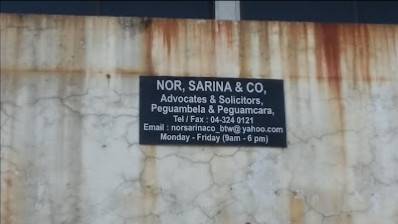 NOR, SARINA & CO,
Advocates & Solicitors,
Peguambela & Peguamcara,
Tel / Fax : 04-324 0121
Email : norsarinaco_btw@yahoo.com
Monday - Friday (9am - 6 pm)